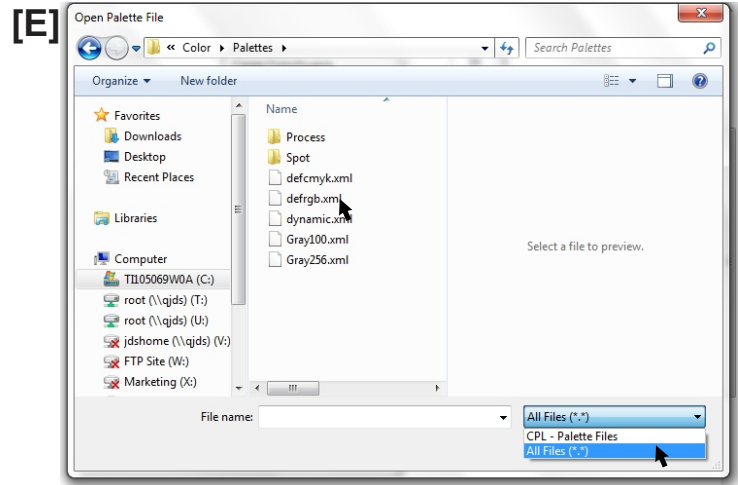 [E]
Open Palette File
« Color Palettes
Search Palettes
Organize New folder
Favorites
Downloads
Desktop
Recent Places
Libraries
Computer
TI105069W0A (C:)
root (\\qjds) (T:)
root (\\qjds) (U:)
jdshome (\\qjds) (V:)
FTP Site (W:)
Marketing (X:)
Name
Process
Spot
defcmyk.xml
defrgb.xml
dynamic.xml
Gray100.xml
Gray256.xml
Select a file to preview.
File name:
All Files (*.*)
CPL - Palette Files
All Files (*.*)